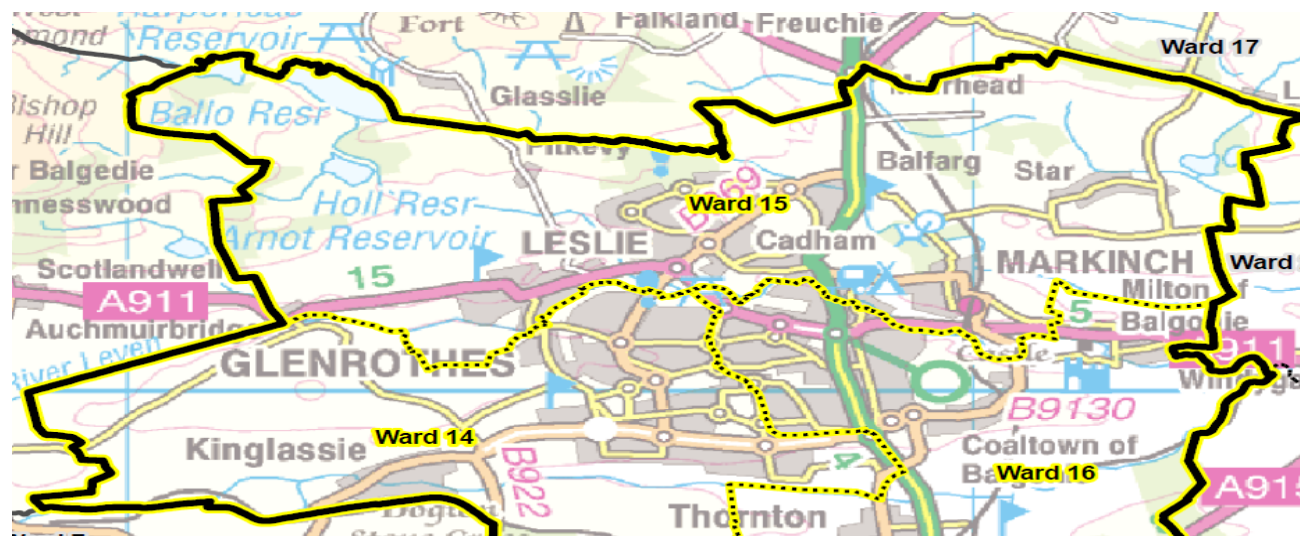 Fort
Falkland
Freuchie
Ward 17
Reservoir
Glasslie
Bishop
Hill
Ballo Resr
Balfarg
Star
Holl Resr
B969
Ward 15
Arnot Reservoir
LESLIE
Cadham
Scotlandwell
15
MARKINCH
Ward
A911
Milton of
5
Auchmuirbridge
Balgonie
River Leven
GLENROTHES
Castle
A911
B9130
Ward 14
Kinglassie
Coaltown of
4
Ward 16
B922
A915
Thornton